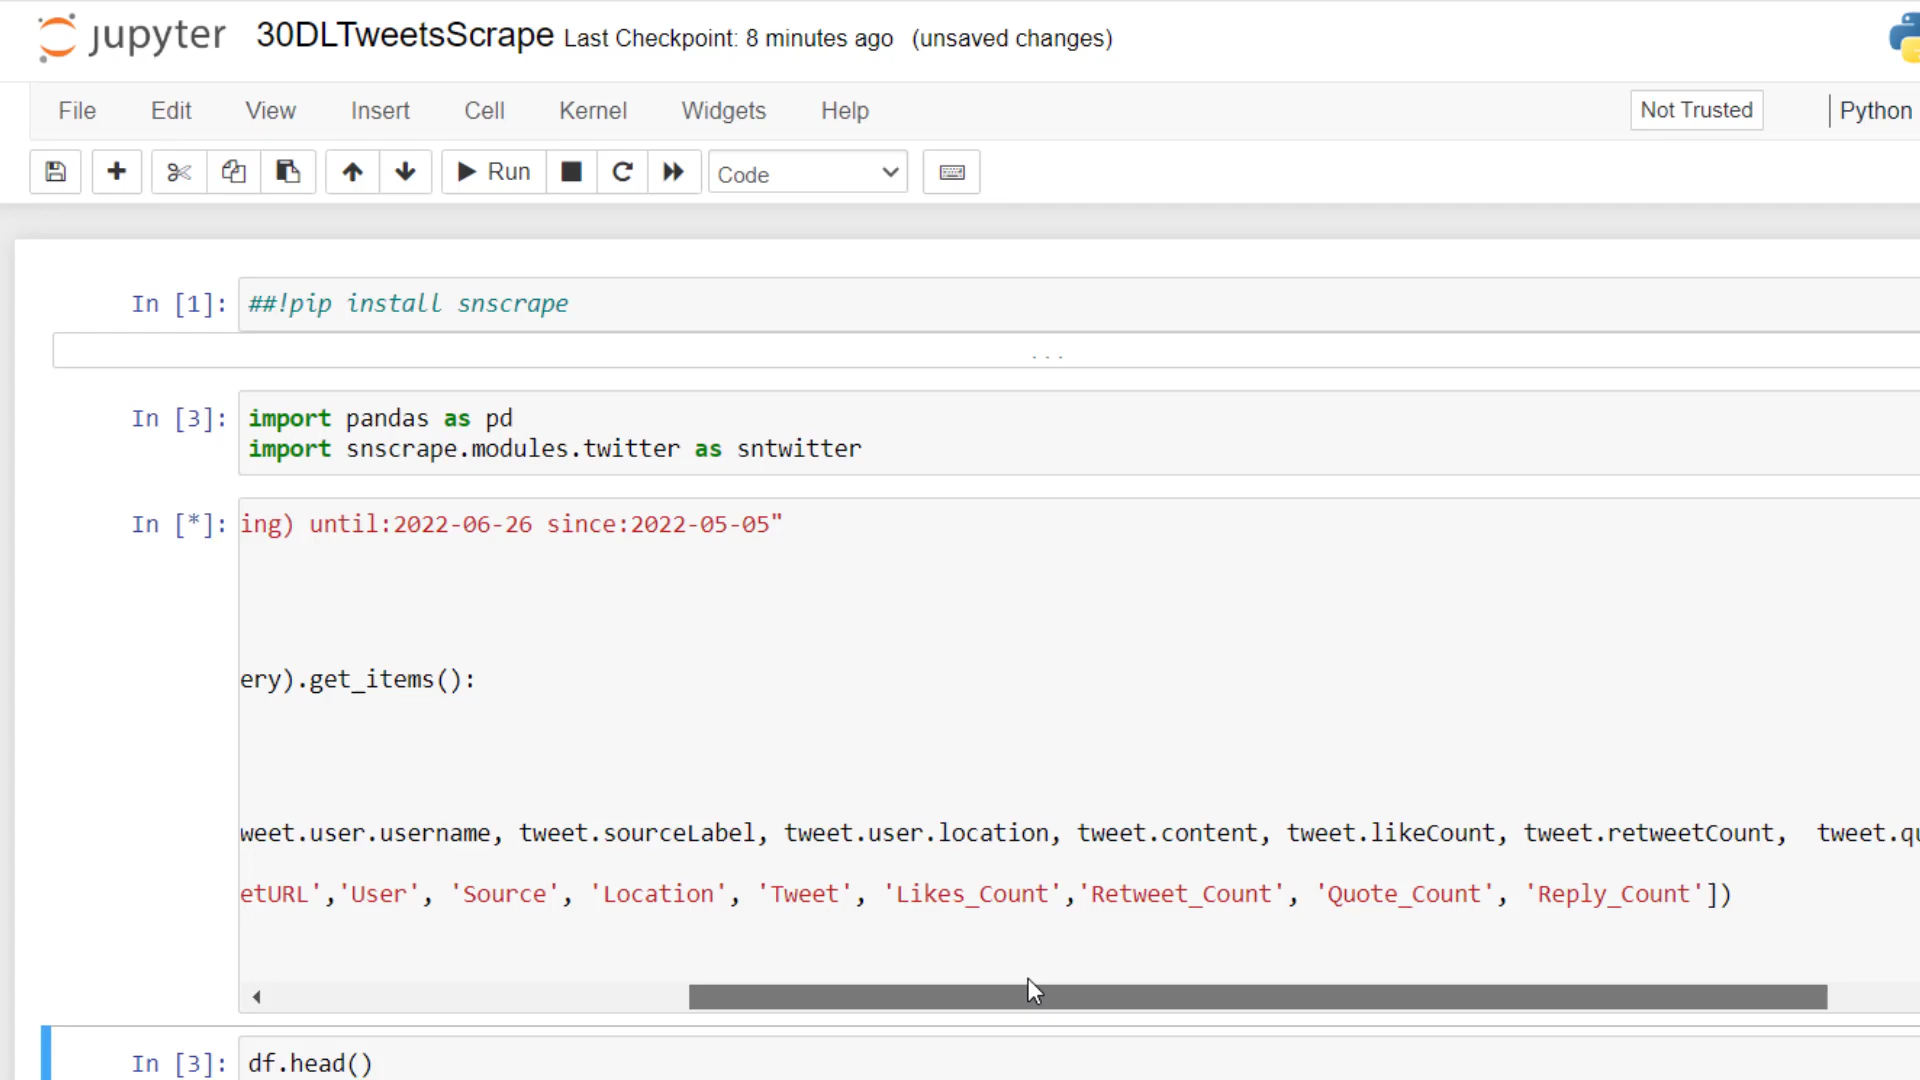 jupyter 30DLTweetsScrape Last Checkpoint: 8 minutes ago (unsaved changes)
File Edit View Insert Cell Kernel Widgets Help Not Trusted Python
Run Code
In [1]: ##!pip install snscrape
...
In [3]: import pandas as pd
import snscrape.modules.twitter as sntwitter
In [*]: ing) until:2022-06-26 since:2022-05-05"
ery).get_items():
weet.user.username, tweet.sourceLabel, tweet.user.location, tweet.content, tweet.likeCount, tweet.retweetCount, tweet.qu
etURL','User', 'Source', 'Location', 'Tweet', 'Likes_Count','Retweet_Count', 'Quote_Count', 'Reply_Count'])
In [3]: df.head()